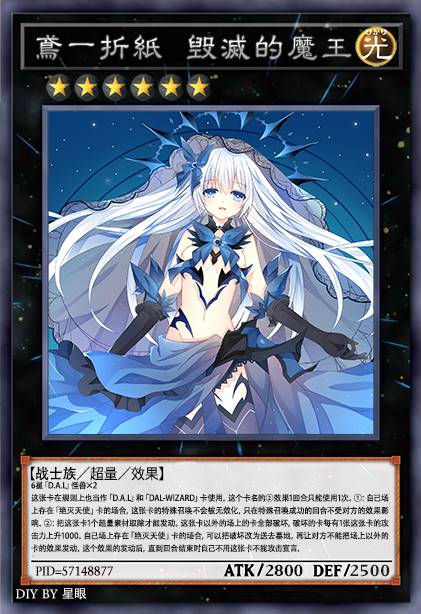 鳶一折紙 毀滅的魔王
光
ひかり
【战士族／超量／效果】
6星「D.A.L」怪兽×2
这张卡在规则上也当作「D.A.L」和「DAL-WIZARD」卡使用。这个卡名的②效果1回合只能使用1次。①：自己场
上存在「绝灭天使」卡的场合，这张卡的特殊召唤不会被无效化，只在特殊召唤成功的回合不受对方的效果影
响。②：把这张卡1个超量素材取除才能发动。这张卡以外的场上的卡全部破坏，破坏的卡每有1张这张卡的攻
击力上升1000。自己场上存在「绝灭天使」卡的场合，可以把破坏改为送去墓地，再让对方不能把场上以外的
卡的效果发动。这个效果的发动后，直到回合结束时自己不用这张卡不能攻击宣言。
ATK/2800 DEF/2500
PID=57148877
DIY BY 星眼